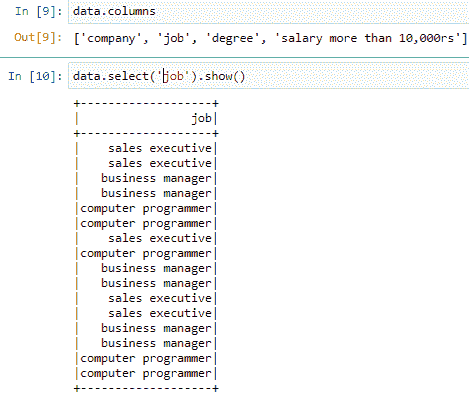 In [9]: data.columns
Out[9]: ['company', 'job', 'degree', 'salary more than 10,000rs']
In [10]: data.select('job').show()
+------------------+
|               job|
+------------------+
|   sales executive|
|   sales executive|
|  business manager|
|  business manager|
|computer programmer|
|computer programmer|
|   sales executive|
|computer programmer|
|  business manager|
|  business manager|
|   sales executive|
|   sales executive|
|  business manager|
|  business manager|
|computer programmer|
|computer programmer|
+------------------+